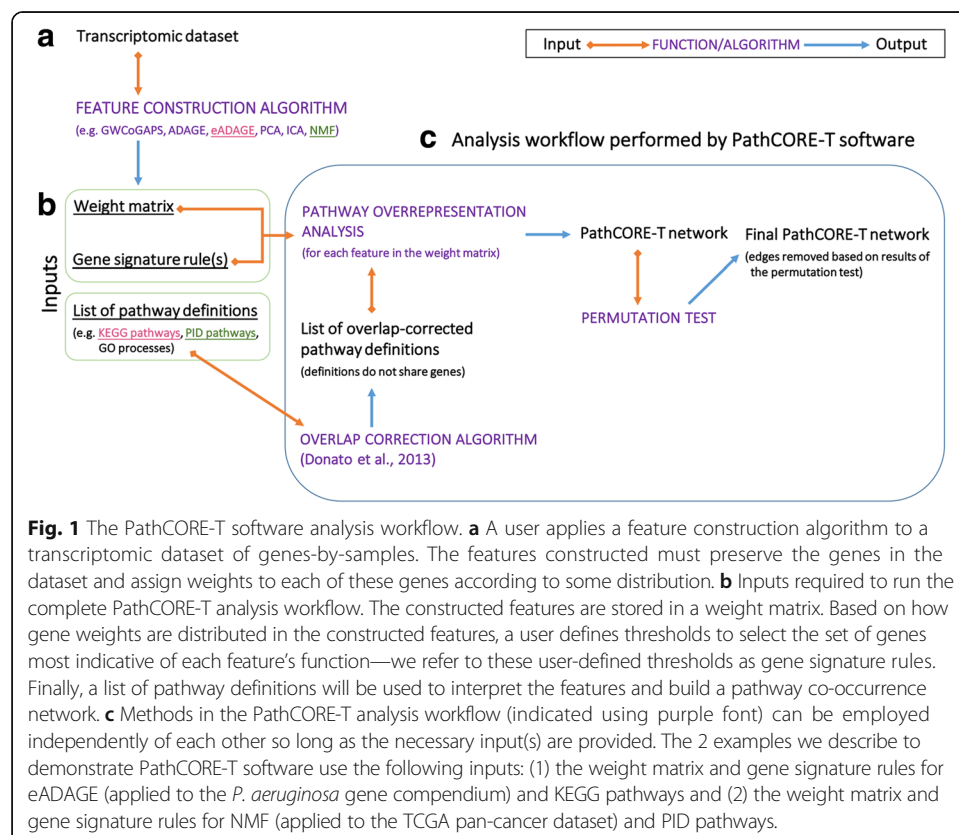 a
Transcriptomic dataset
Input
FUNCTION/ALGORITHM
Output
FEATURE CONSTRUCTION ALGORITHM
(e.g. GWCoGAPS, ADAGE, eADAGE, PCA, ICA, NMF)
c Analysis workflow performed by PathCORE-T software
b
Inputs
Weight matrix
Gene signature rule(s)
List of pathway definitions
(e.g. KEGG pathways, PID pathways,
GO processes)
PATHWAY OVERREPRESENTATION
ANALYSIS
(for each feature in the weight matrix)
List of overlap-corrected
pathway definitions
(definitions do not share genes)
OVERLAP CORRECTION ALGORITHM
(Donato et al., 2013)
PathCORE-T network
PERMUTATION TEST
Final PathCORE-T network
(edges removed based on results of
the permutation test)
Fig. 1 The PathCORE-T software analysis workflow. a A user applies a feature construction algorithm to a
transcriptomic dataset of genes-by-samples. The features constructed must preserve the genes in the
dataset and assign weights to each of these genes according to some distribution. b Inputs required to run the
complete PathCORE-T analysis workflow. The constructed features are stored in a weight matrix. Based on how
gene weights are distributed in the constructed features, a user defines thresholds to select the set of genes
most indicative of each feature's function—we refer to these user-defined thresholds as gene signature rules.
Finally, a list of pathway definitions will be used to interpret the features and build a pathway co-occurrence
network. c Methods in the PathCORE-T analysis workflow (indicated using purple font) can be employed
independently of each other so long as the necessary input(s) are provided. The 2 examples we describe to
demonstrate PathCORE-T software use the following inputs: (1) the weight matrix and gene signature rules for
eADAGE (applied to the P. aeruginosa gene compendium) and KEGG pathways and (2) the weight matrix and
gene signature rules for NMF (applied to the TCGA pan-cancer dataset) and PID pathways.